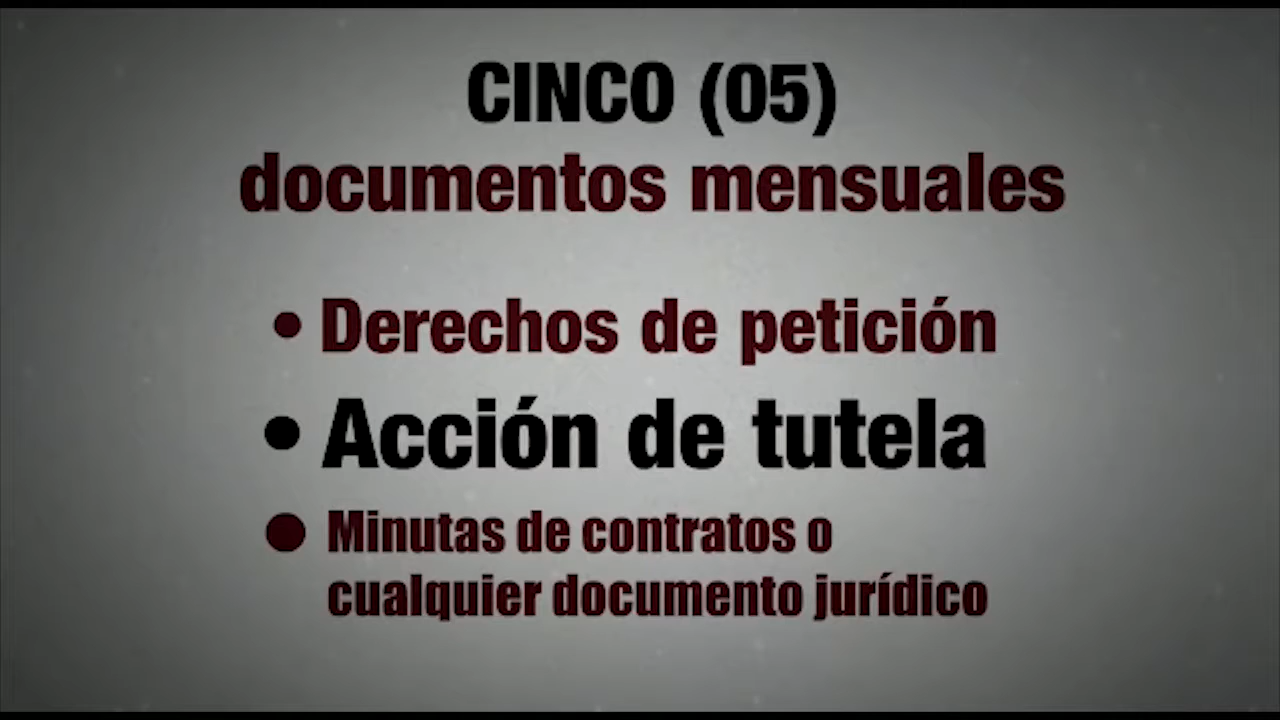 CINCO (05)
documentos mensuales
• Derechos de petición
• Acción de tutela
• Minutas de contratos o
cualquier documento jurídico